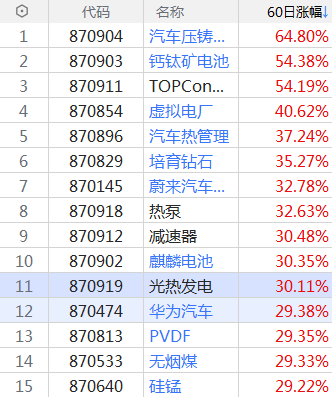 代码 名称 60日涨幅↓
1 870904 汽车压铸... 64.80%
2 870903 钙钛矿电池 54.38%
3 870911 TOPCon... 54.19%
4 870854 虚拟电厂 40.62%
5 870896 汽车热管理 37.24%
6 870829 培育钻石 35.27%
7 870145 蔚来汽车... 32.78%
8 870918 热泵 32.63%
9 870912 减速器 30.48%
10 870902 麒麟电池 30.35%
11 870919 光热发电 30.11%
12 870474 华为汽车 29.38%
13 870813 PVDF 29.35%
14 870533 无烟煤 29.33%
15 870640 硅锰 29.22%